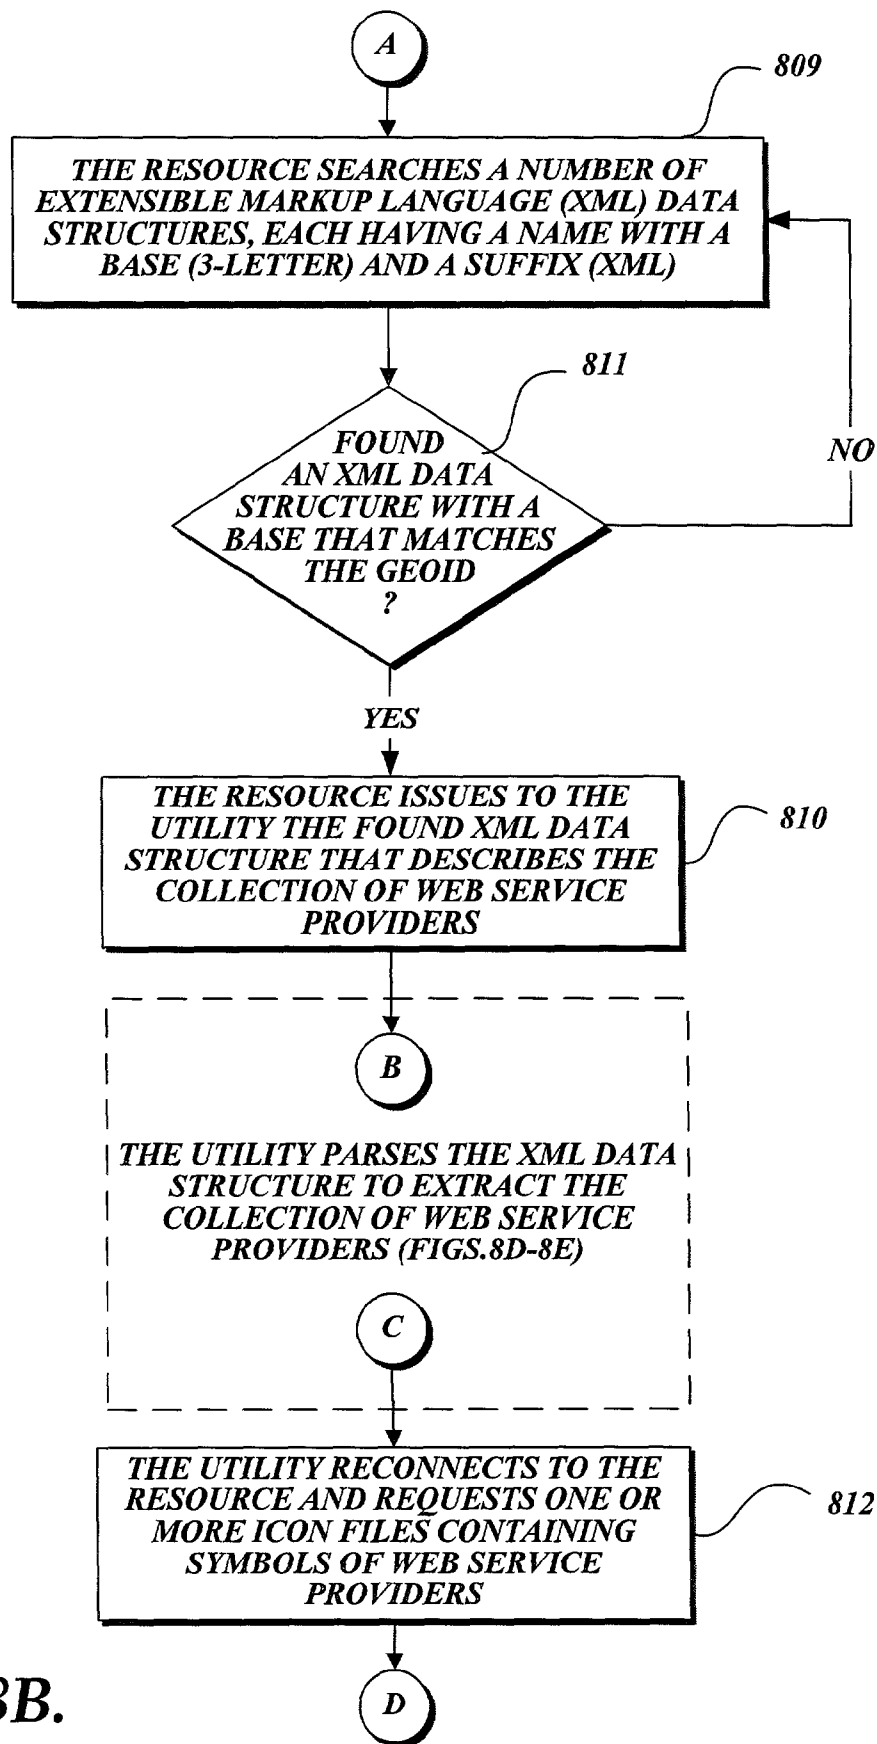 A
809
THE RESOURCE SEARCHES A NUMBER OF
EXTENSIBLE MARKUP LANGUAGE (XML) DATA
STRUCTURES, EACH HAVING A NAME WITH A
BASE (3-LETTER) AND A SUFFIX (XML)
811
FOUND
AN XML DATA
STRUCTURE WITH A
BASE THAT MATCHES
THE GEOID
?
NO
YES
THE RESOURCE ISSUES TO THE
UTILITY THE FOUND XML DATA
STRUCTURE THAT DESCRIBES THE
COLLECTION OF WEB SERVICE
PROVIDERS
810
B
THE UTILITY PARSES THE XML DATA
STRUCTURE TO EXTRACT THE
COLLECTION OF WEB SERVICE
PROVIDERS (FIGS.8D-8E)
C
THE UTILITY RECONNECTS TO THE
RESOURCE AND REQUESTS ONE OR
MORE ICON FILES CONTAINING
SYMBOLS OF WEB SERVICE
PROVIDERS
812
D
8B.